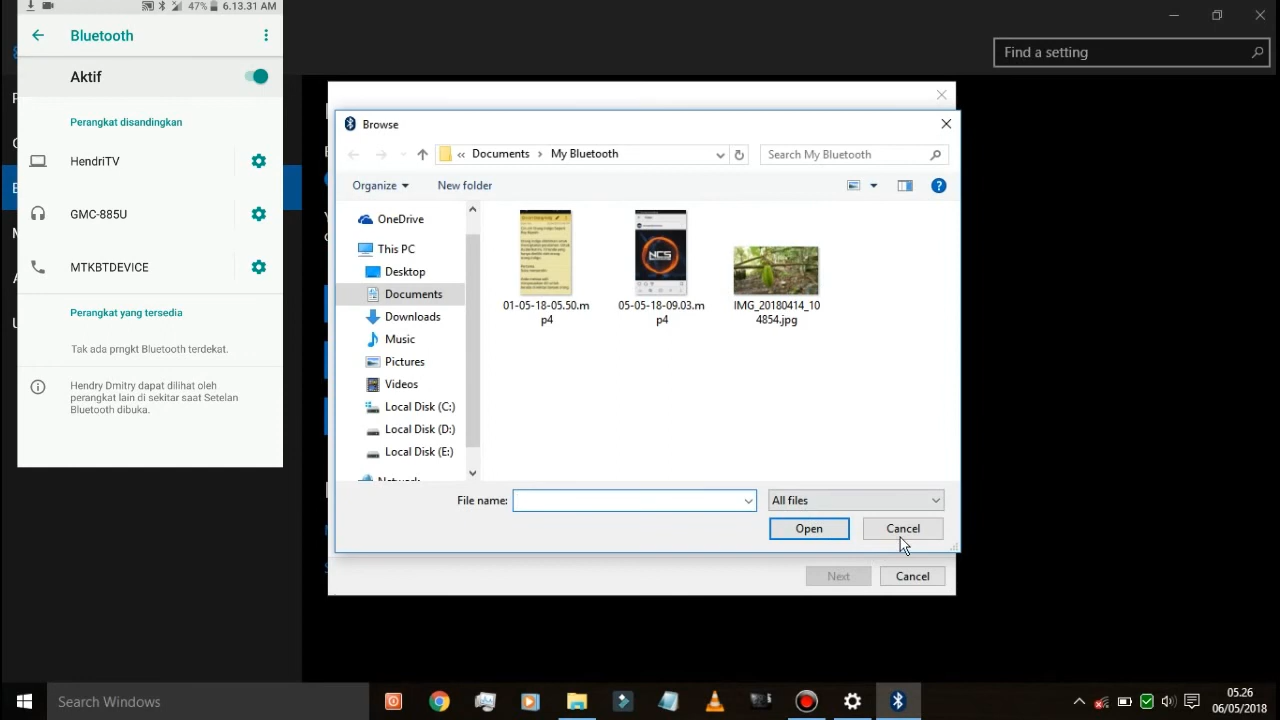 47% 6.13.31 AM
Bluetooth
Aktif
Perangkat disandingkan
HendriTV
GMC-885U
MTKBTDEVICE
Perangkat yang tersedia
Tak ada prngkt Bluetooth terdekat.
Hendry Dmitry dapat dilihat oleh
perangkat lain di sekitar saat Setelan
Bluetooth dibuka.
Find a setting
Browse
« Documents › My Bluetooth
Search My Bluetooth
Organize
New folder
OneDrive
This PC
Desktop
Documents
Downloads
Music
Pictures
Videos
Local Disk (C:)
Local Disk (D:)
Local Disk (E:)
Network
NCS
01-05-18-05.50.m
p4
05-05-18-09.03.m
p4
IMG_20180414_10
4854.jpg
File name:
All files
Open
Cancel
Next
Cancel
Search Windows
05.26
06/05/2018